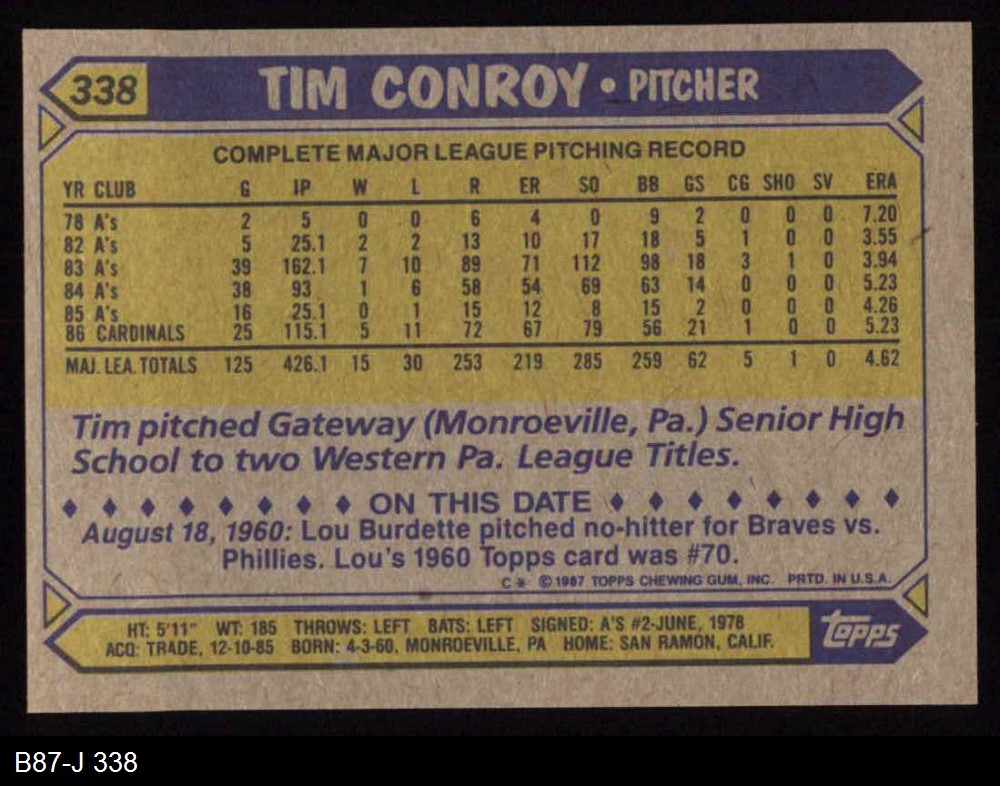 338 TIM CONROY • PITCHER
COMPLETE MAJOR LEAGUE PITCHING RECORD
YR CLUB G IP W L R ER SO BB GS CG SHO SV ERA
78 A's 2 5 0 0 6 4 0 9 2 0 0 0 7.20
82 A's 5 25.1 2 2 13 10 17 18 5 1 0 0 3.55
83 A's 39 162.1 7 10 89 71 112 98 18 3 1 0 3.94
84 A's 38 93 1 6 58 54 69 63 14 0 0 0 5.23
85 A's 16 25.1 0 1 15 12 8 15 2 0 0 0 4.26
86 CARDINALS 25 115.1 5 11 72 67 79 56 21 1 0 0 5.23
MAJ. LEA. TOTALS 125 426.1 15 30 253 219 285 259 62 5 1 0 4.62
Tim pitched Gateway (Monroeville, Pa.) Senior High
School to two Western Pa. League Titles.
♦ ♦ ♦ ♦ ♦ ♦ ♦ ♦ ON THIS DATE ♦ ♦ ♦ ♦ ♦ ♦ ♦ ♦
August 18, 1960: Lou Burdette pitched no-hitter for Braves vs.
Phillies. Lou's 1960 Topps card was #70.
C* ©1987 TOPPS CHEWING GUM, INC. PRTD. IN U.S.A.
HT: 5'11" WT: 185 THROWS: LEFT BATS: LEFT SIGNED: A'S #2-JUNE, 1978
ACQ: TRADE, 12-10-85 BORN: 4-3-60, MONROEVILLE, PA HOME: SAN RAMON, CALIF.
topps
B87-J 338